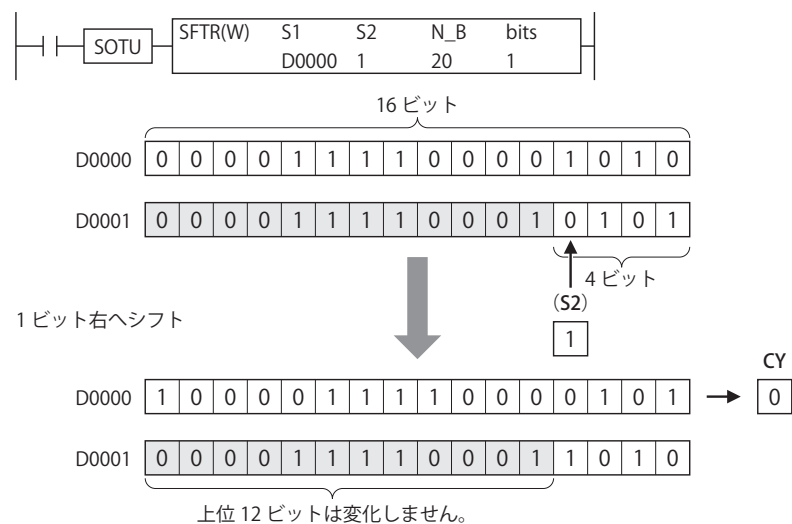 SOTU SFTR(W) S1 S2 N_B bits
D0000 1 20 1
16 ビット
D0000 0 0 0 0 1 1 1 1 0 0 0 0 1 0 1 0
D0001 0 0 0 0 1 1 1 1 0 0 0 1 0 1 0 1
4 ビット
(S2)
1 ビット右へシフト
1
CY
D0000 1 0 0 0 0 1 1 1 1 0 0 0 0 1 0 1 0
D0001 0 0 0 0 1 1 1 1 0 0 0 1 1 0 1 0
上位 12 ビットは変化しません。